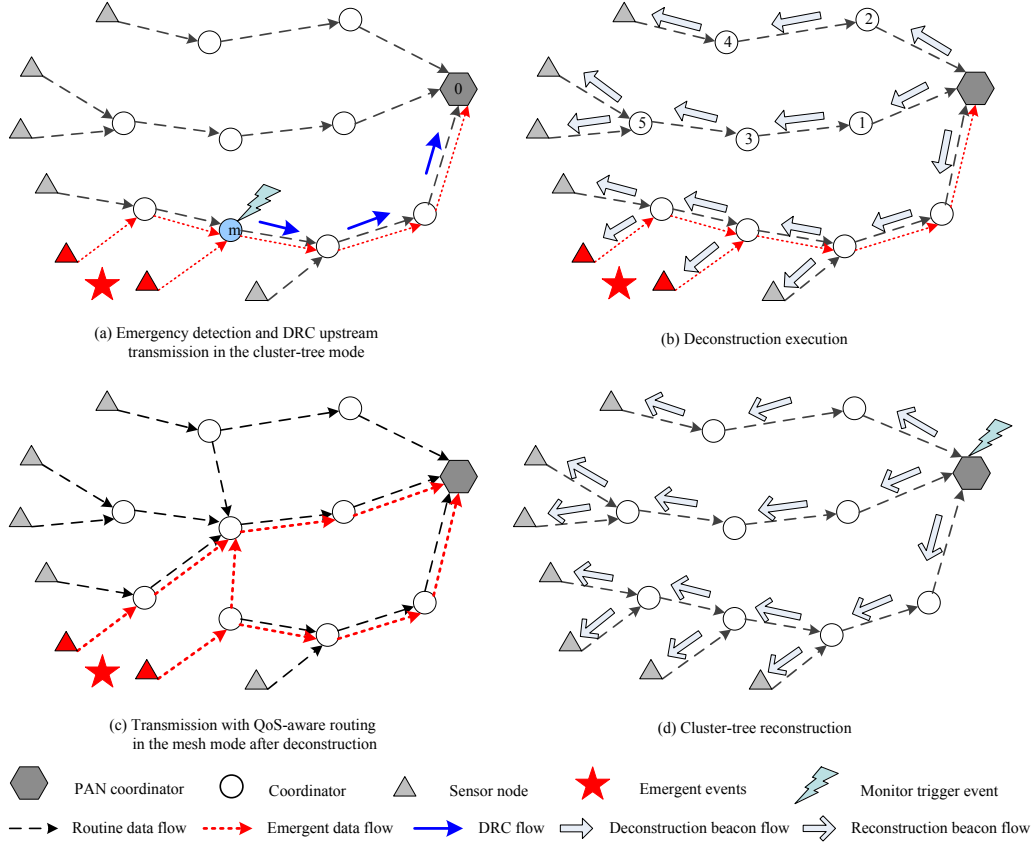 0
m
(a) Emergency detection and DRC upstream
transmission in the cluster-tree mode
4
2
5
3
1
(b) Deconstruction execution
(c) Transmission with QoS-aware routing
in the mesh mode after deconstruction
(d) Cluster-tree reconstruction
PAN coordinator
Coordinator
Sensor node
Emergent events
Monitor trigger event
Routine data flow
Emergent data flow
DRC flow
Deconstruction beacon flow
Reconstruction beacon flow